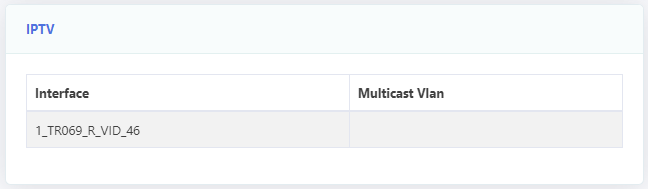 IPTV
Interface Multicast Vlan
1_TR069_R_VID_46